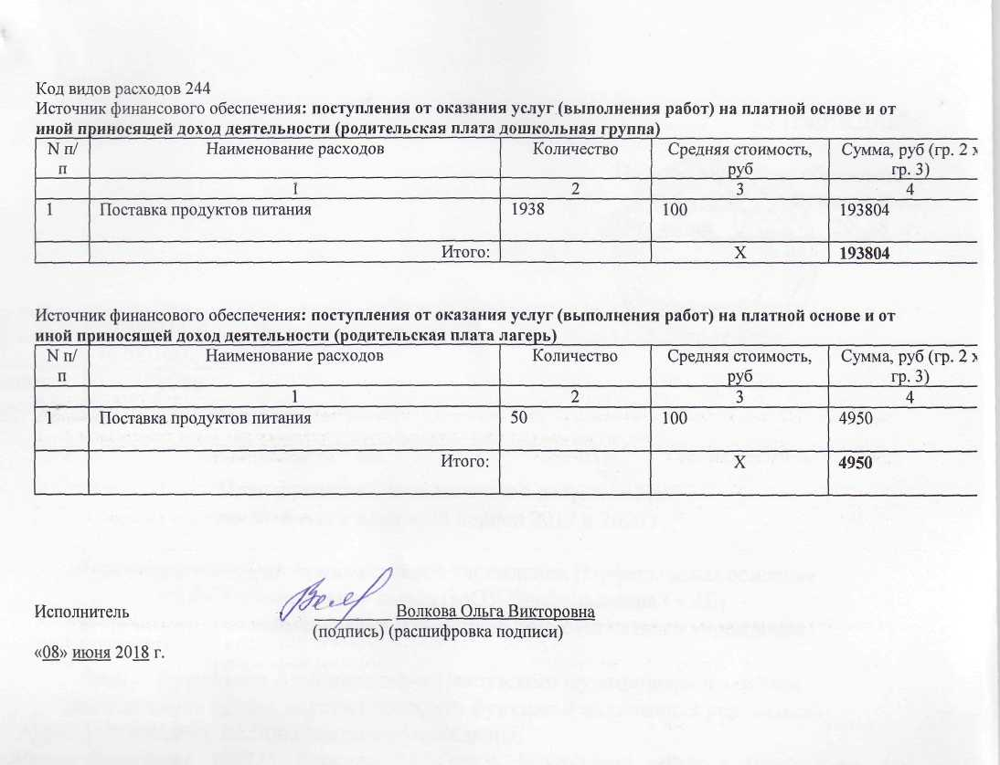 Код видов расходов 244
Источник финансового обеспечения: поступления от оказания услуг (выполнения работ) на платной основе и от
иной приносящей доход деятельности (родительская плата дошкольная группа)
N п/п Наименование расходов Количество Средняя стоимость, руб Сумма, руб (гр. 2 х гр. 3)
1 2 3 4
1 Поставка продуктов питания 1938 100 193804
Итого: Х 193804
Источник финансового обеспечения: поступления от оказания услуг (выполнения работ) на платной основе и от
иной приносящей доход деятельности (родительская плата лагерь)
N п/п Наименование расходов Количество Средняя стоимость, руб Сумма, руб (гр. 2 х гр. 3)
1 2 3 4
1 Поставка продуктов питания 50 100 4950
Итого: Х 4950
Исполнитель Волкова Ольга Викторовна
(подпись) (расшифровка подписи)
«08» июня 2018 г.